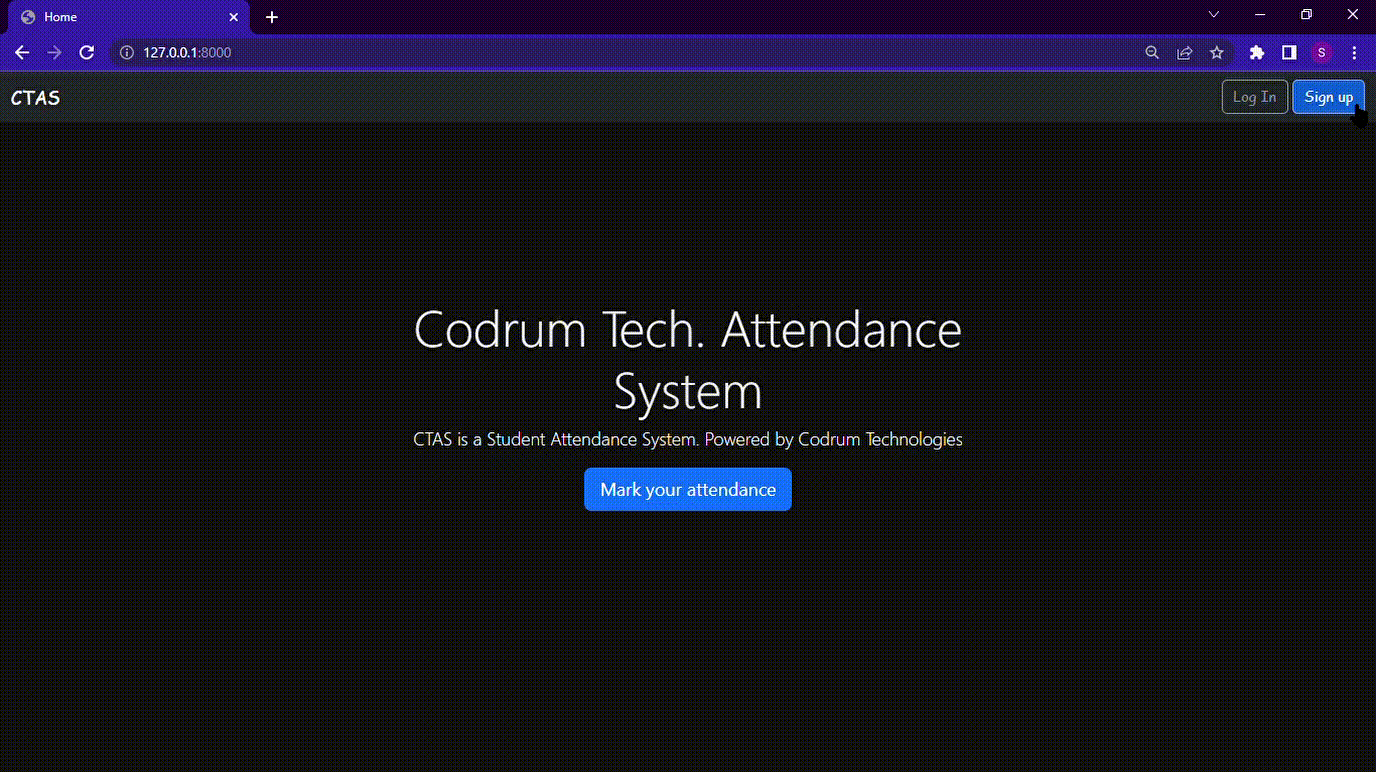 Home
127.0.0.1:8000
S
CTAS
Log In
Sign up
Codrum Tech. Attendance
System
CTAS is a Student Attendance System. Powered by Codrum Technologies
Mark your attendance